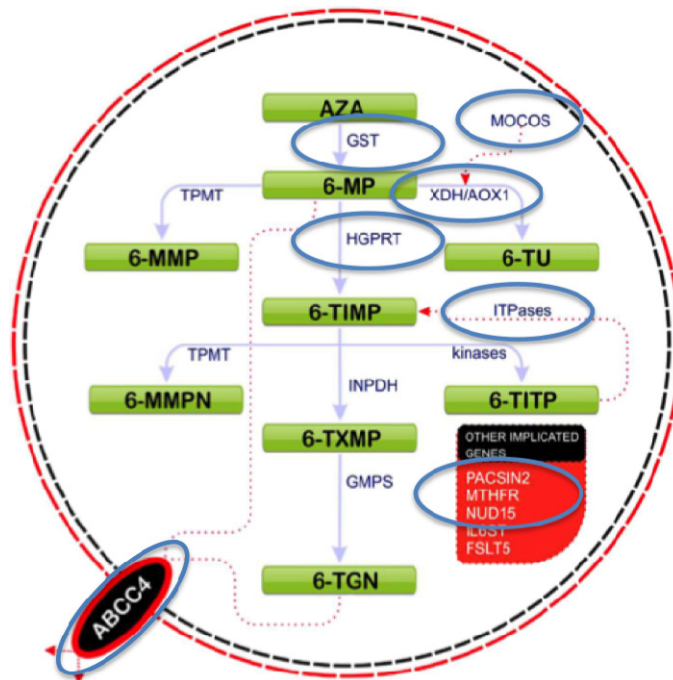 AZA
MOCOS
GST
6-MP
TPMT
XDH/AOX1
HGPRT
6-MMP
6-TU
6-TIMP
ITPases
TPMT
kinases
6-MMPN
INPDH
6-TITP
6-TXMP
OTHER IMPLICATED
GENES
GMPS
PACSIN2
MTHFR
NUD15
IL6ST
FSLT5
6-TGN
ABCC4